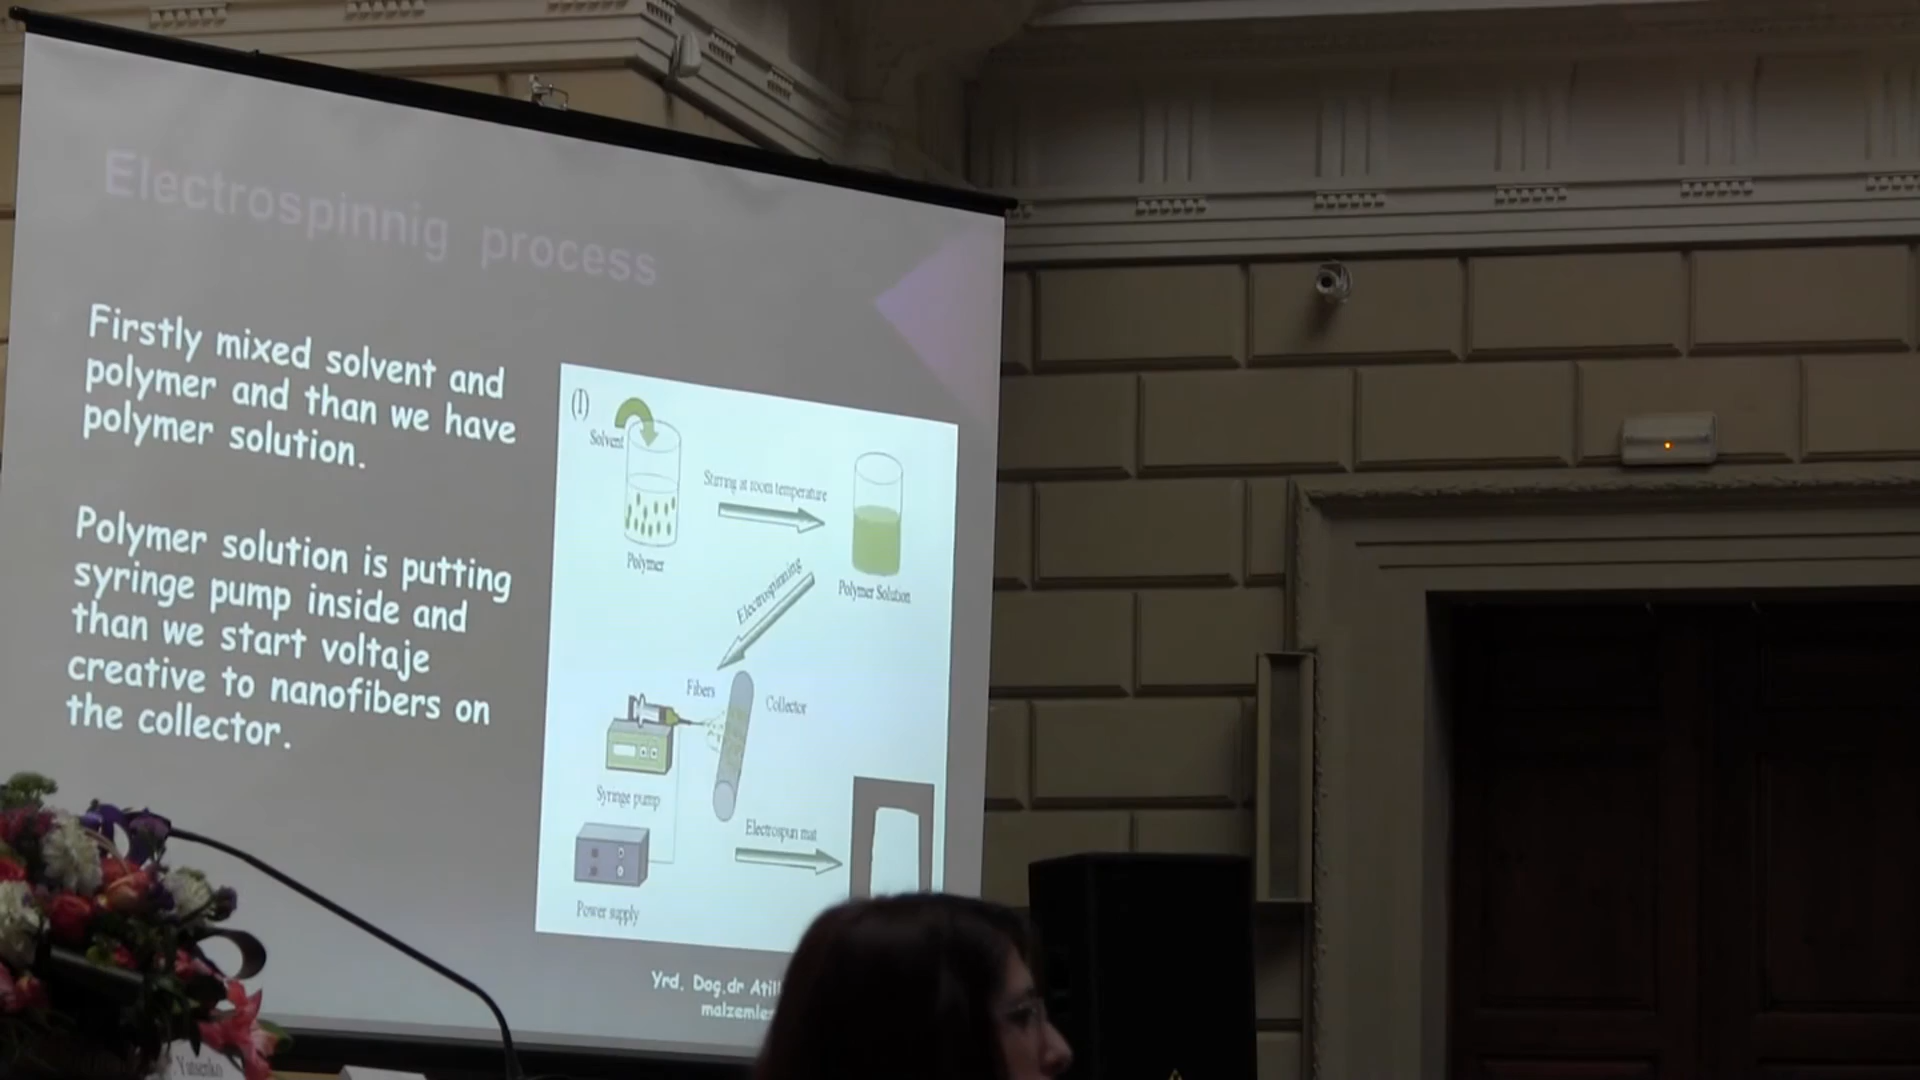 Electrospinnig process
Firstly mixed solvent and
polymer and than we have
polymer solution.
Polymer solution is putting
syringe pump inside and
than we start voltaje
creative to nanofibers on
the collector.
(I)
Solvent
Stirring at room temperature
Polymer
Polymer Solution
Electrospinning
Fibers
Collector
Syringe pump
Electrospun mat
Power supply
Yrd. Doç.dr